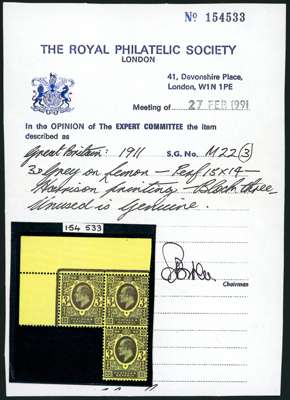 No 154533
THE ROYAL PHILATELIC SOCIETY
LONDON
41, Devonshire Place,
London, W1N 1PE
Meeting of 27 FEB 1991
In the OPINION of The EXPERT COMMITTEE the item
described as
Great Britain: 1911 S.G. No. M22(3)
3d Grey on lemon - Perf 15x14 -
Harrison printing - Block three
Unused is Genuine.
Chairman
154 533